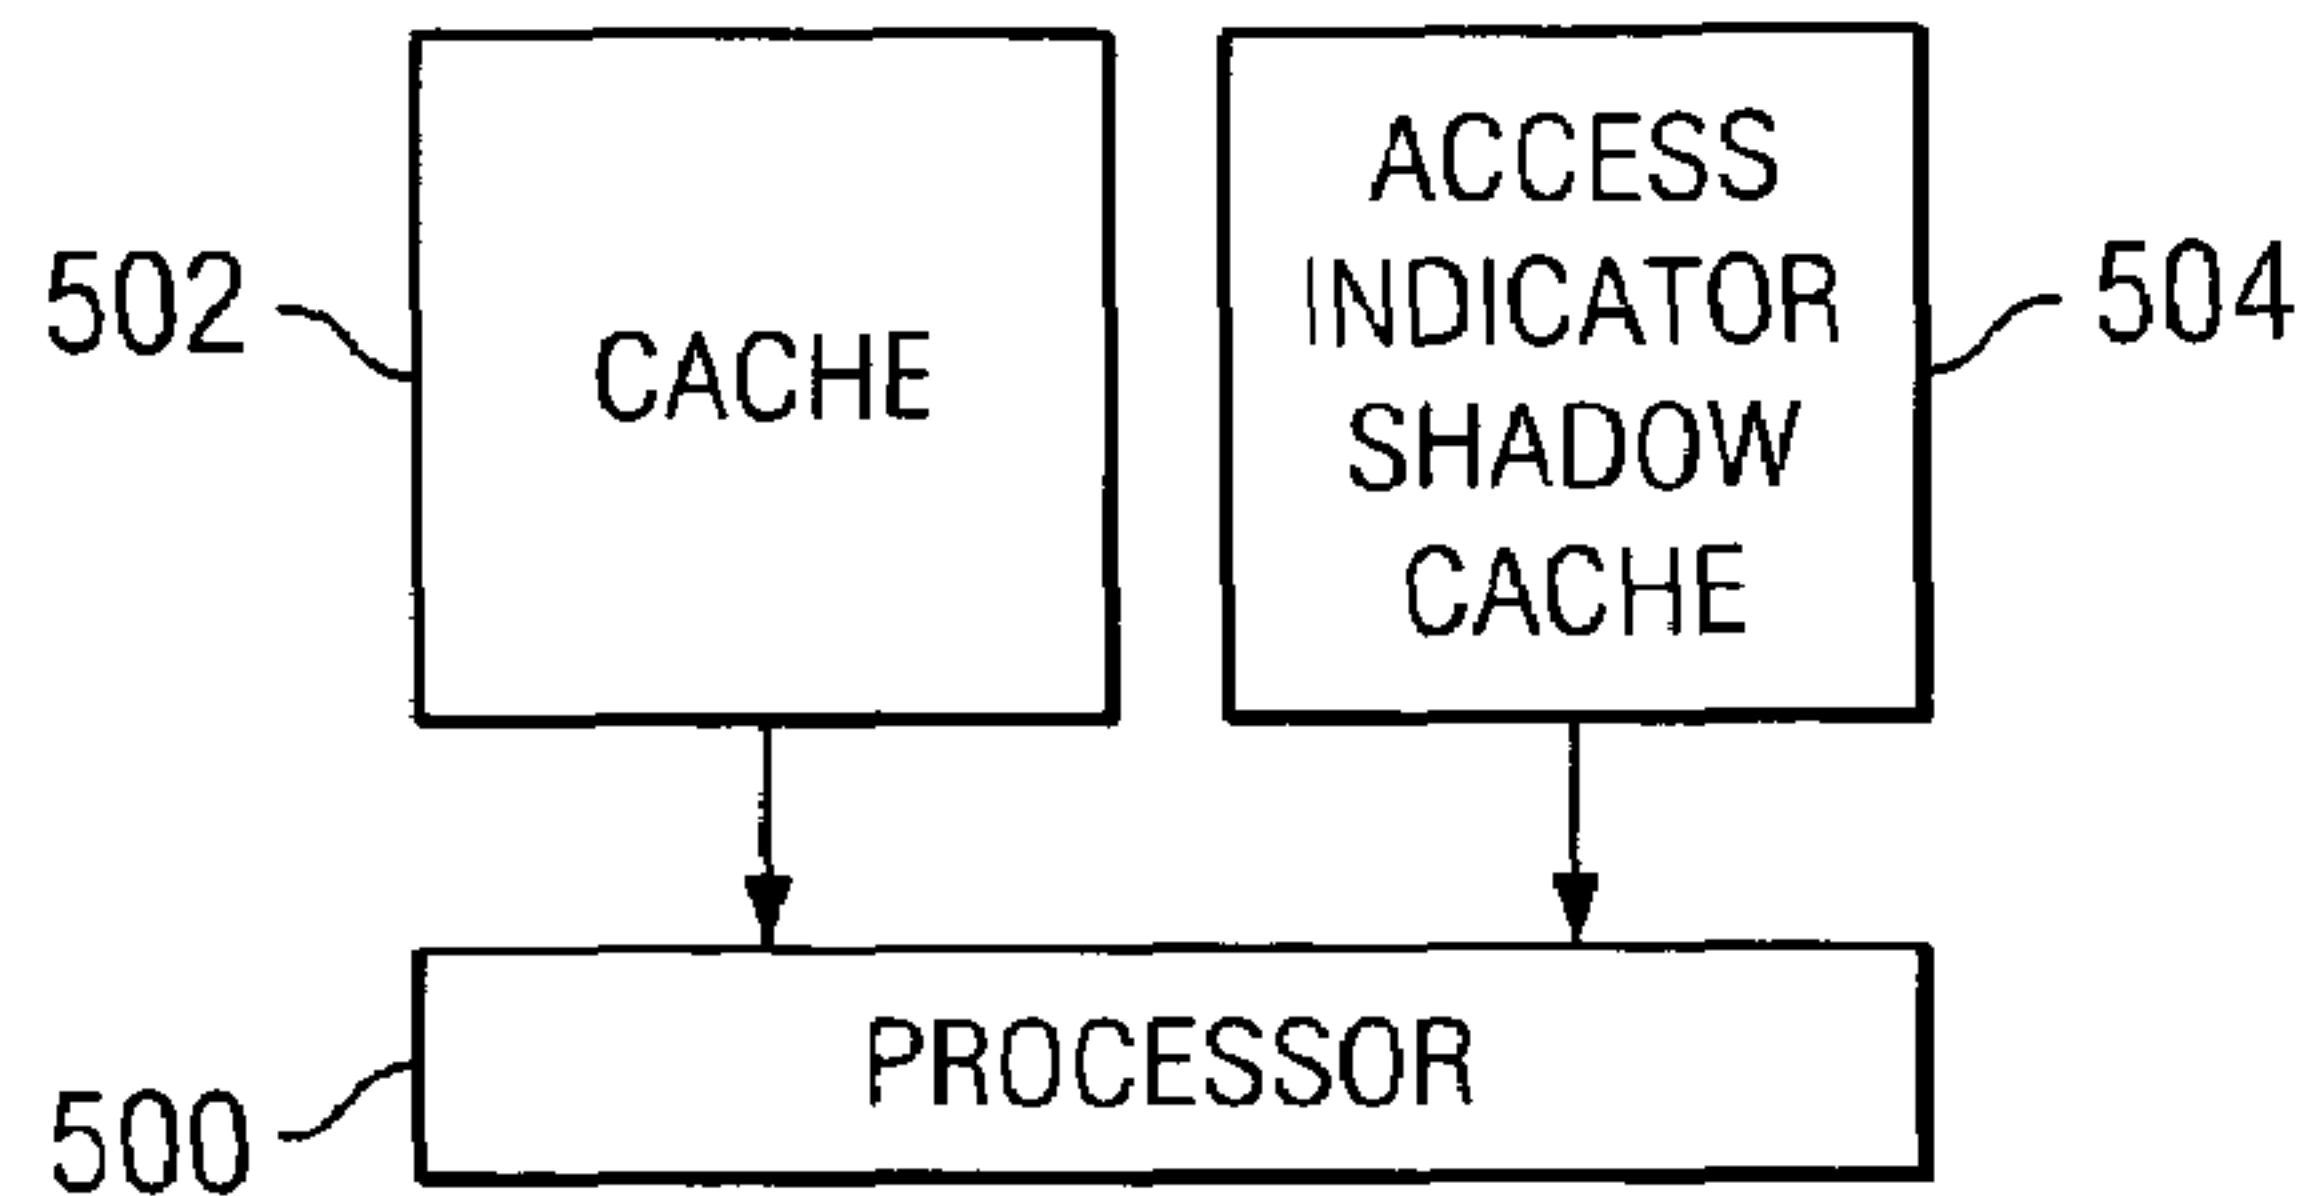 502
CACHE
ACCESS
INDICATOR
SHADOW
CACHE
504
500
PROCESSOR